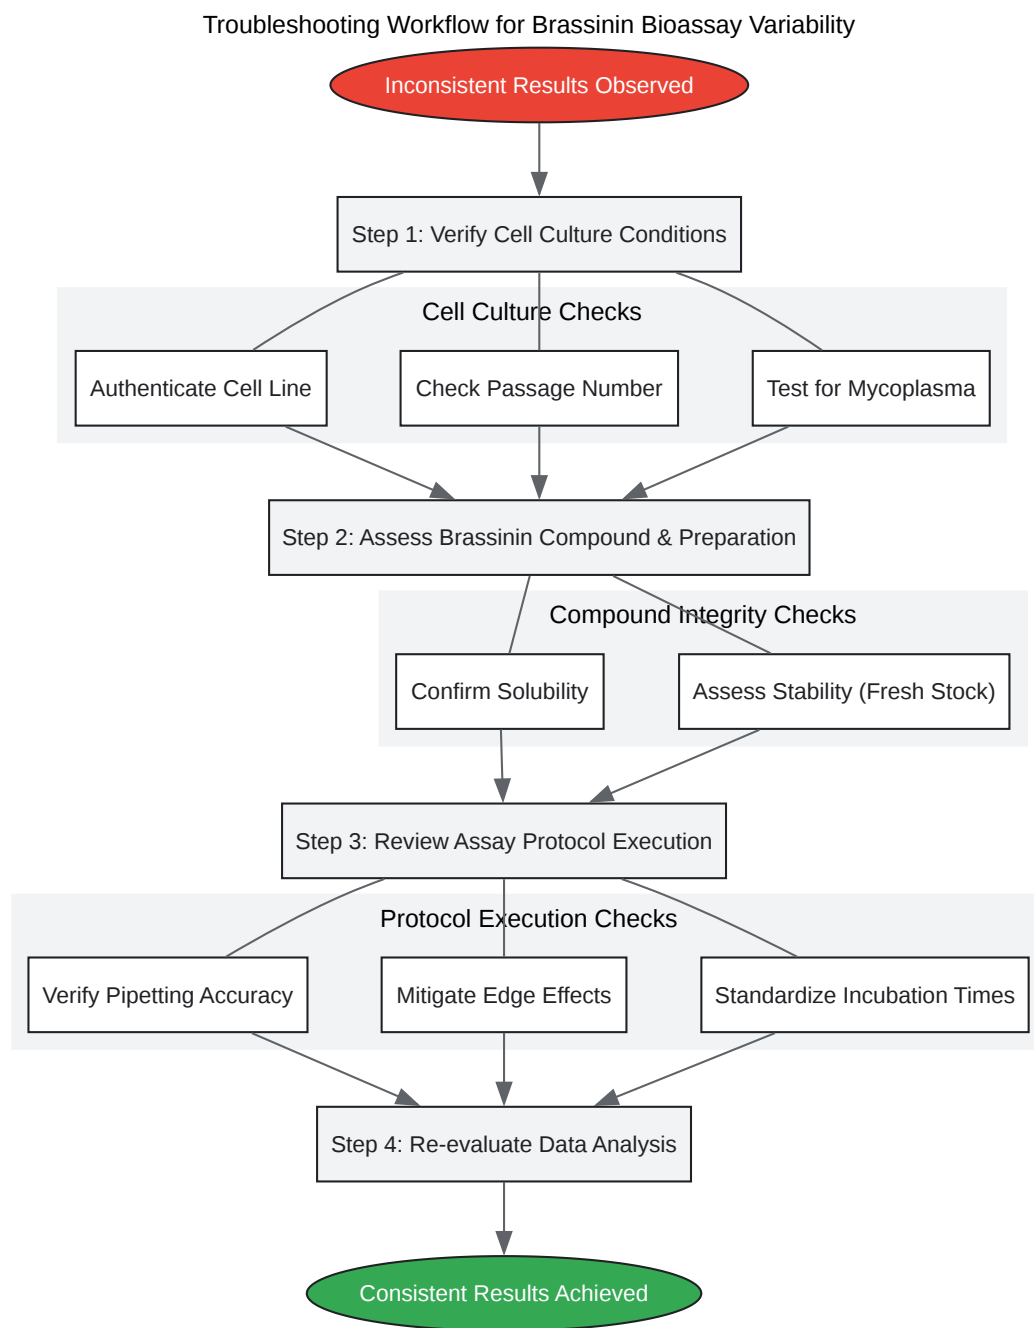 Troubleshooting Workflow for Brassinin Bioassay Variability
Inconsistent Results Observed
Step 1: Verify Cell Culture Conditions
Cell Culture Checks
Authenticate Cell Line
Check Passage Number
Test for Mycoplasma
Step 2: Assess Brassinin Compound & Preparation
Compound Integrity Checks
Confirm Solubility
Assess Stability (Fresh Stock)
Step 3: Review Assay Protocol Execution
Protocol Execution Checks
Verify Pipetting Accuracy
Mitigate Edge Effects
Standardize Incubation Times
Step 4: Re-evaluate Data Analysis
Consistent Results Achieved